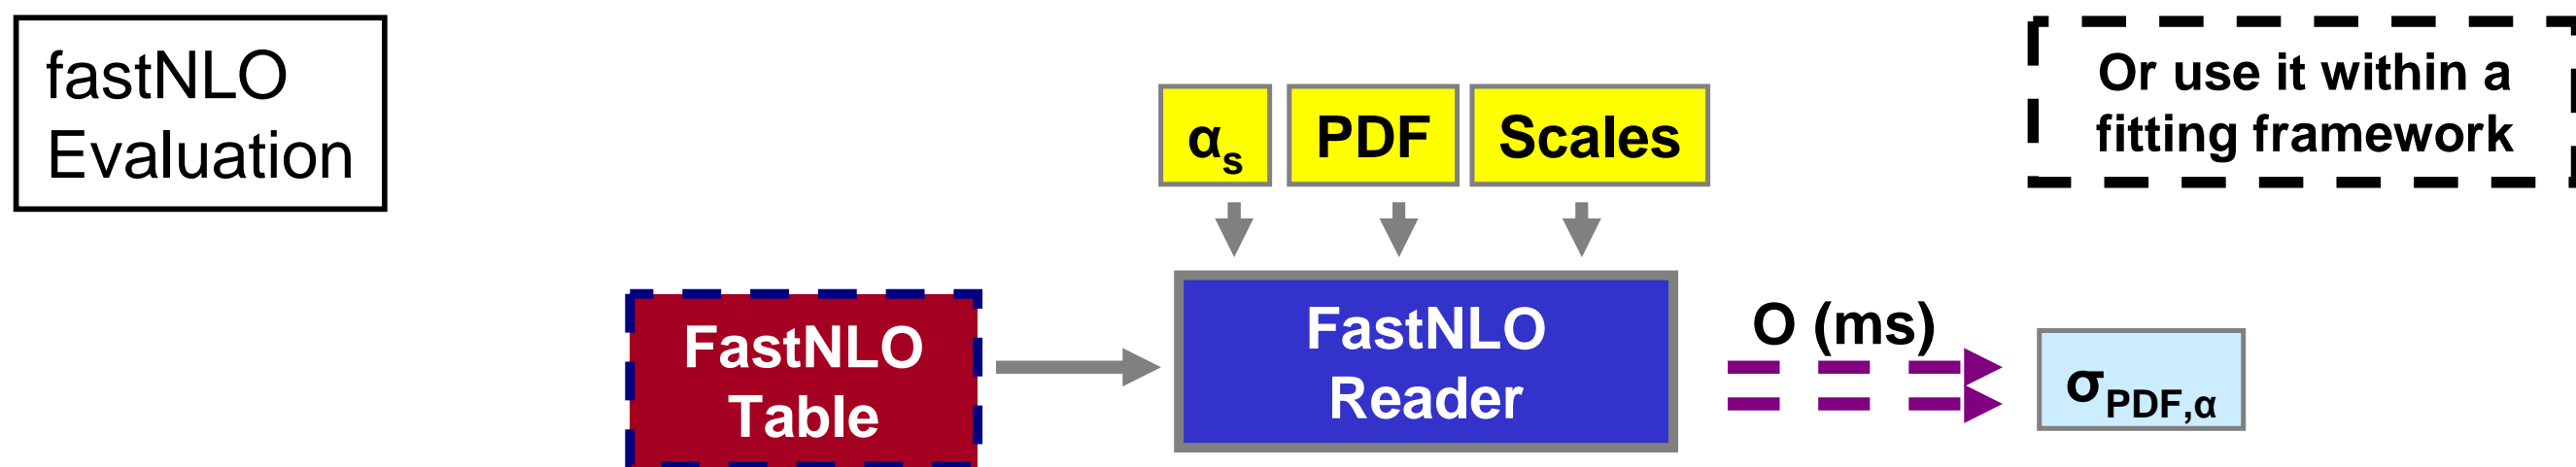 fastNLO
Evaluation
αs
PDF
Scales
Or use it within a
fitting framework
FastNLO
Table
FastNLO
Reader
O (ms)
σPDF,α